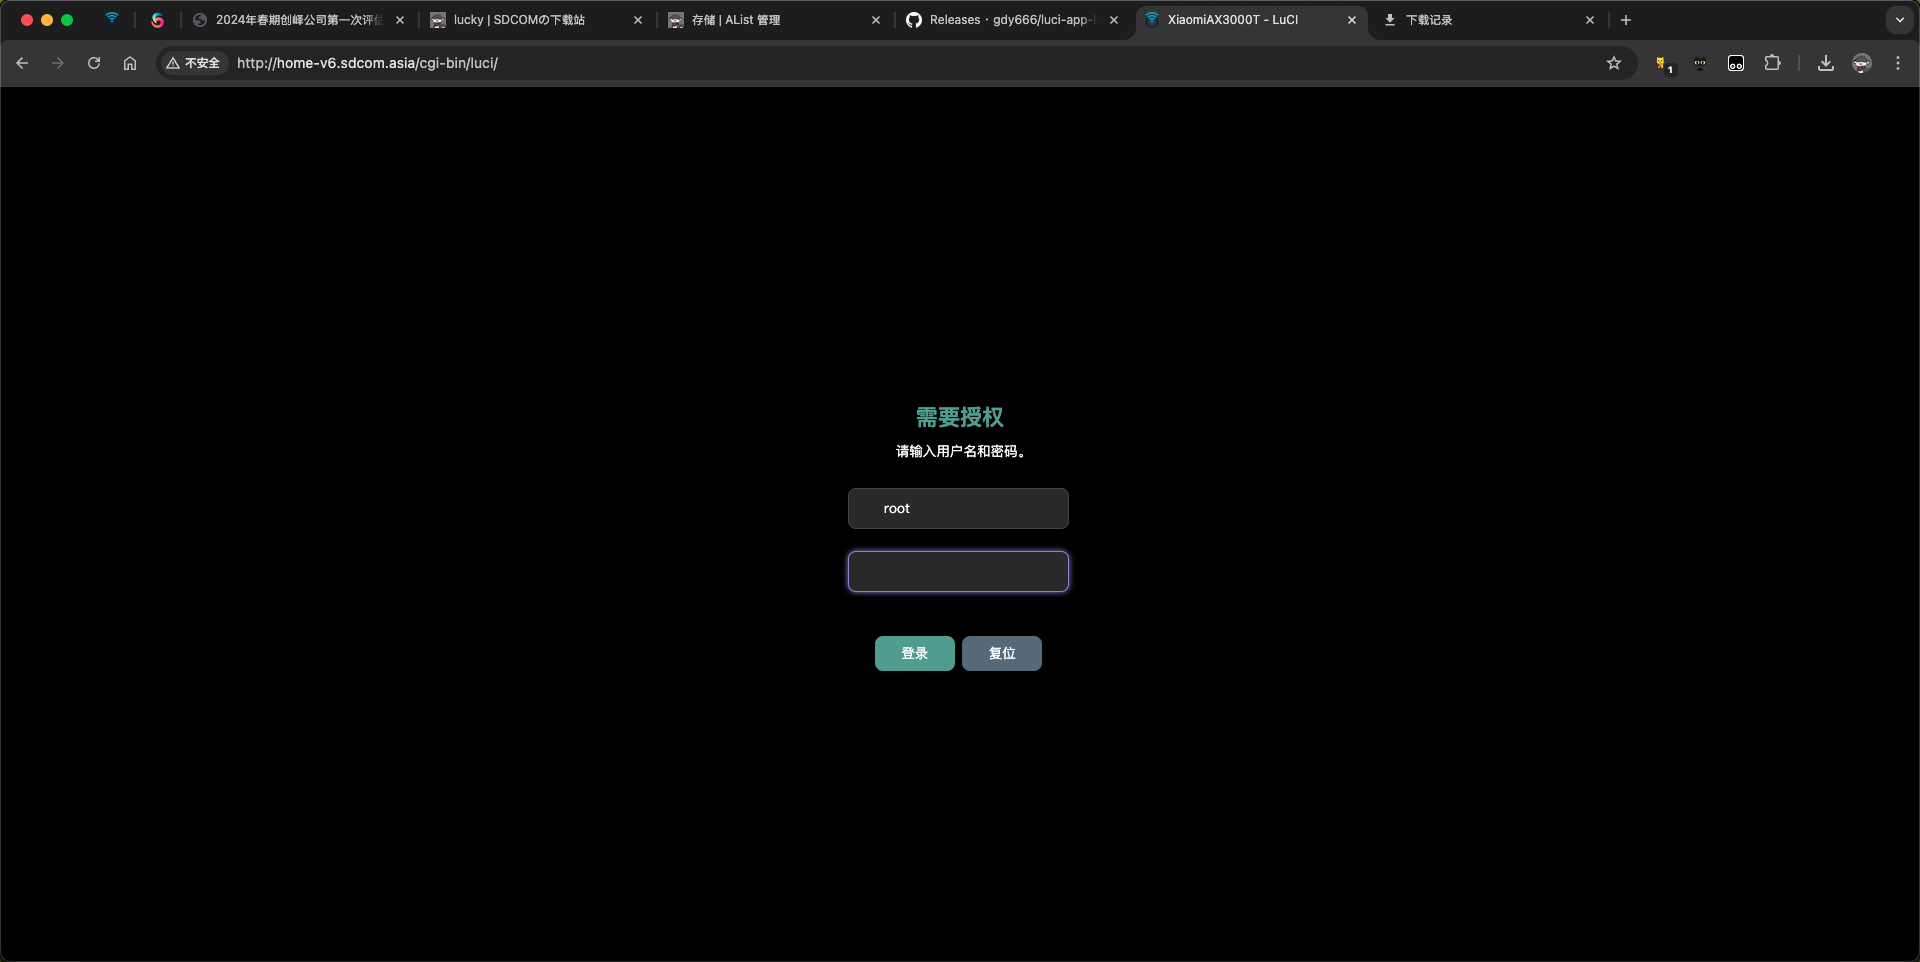 2024年春期创峰公司第一次评估
lucky | SDCOMの下载站
存储 | AList 管理
Releases · gdy666/luci-app-
XiaomiAX3000T - LuCI
下载记录
不安全
http://home-v6.sdcom.asia/cgi-bin/luci/
1
需要授权
请输入用户名和密码。
root
登录 复位